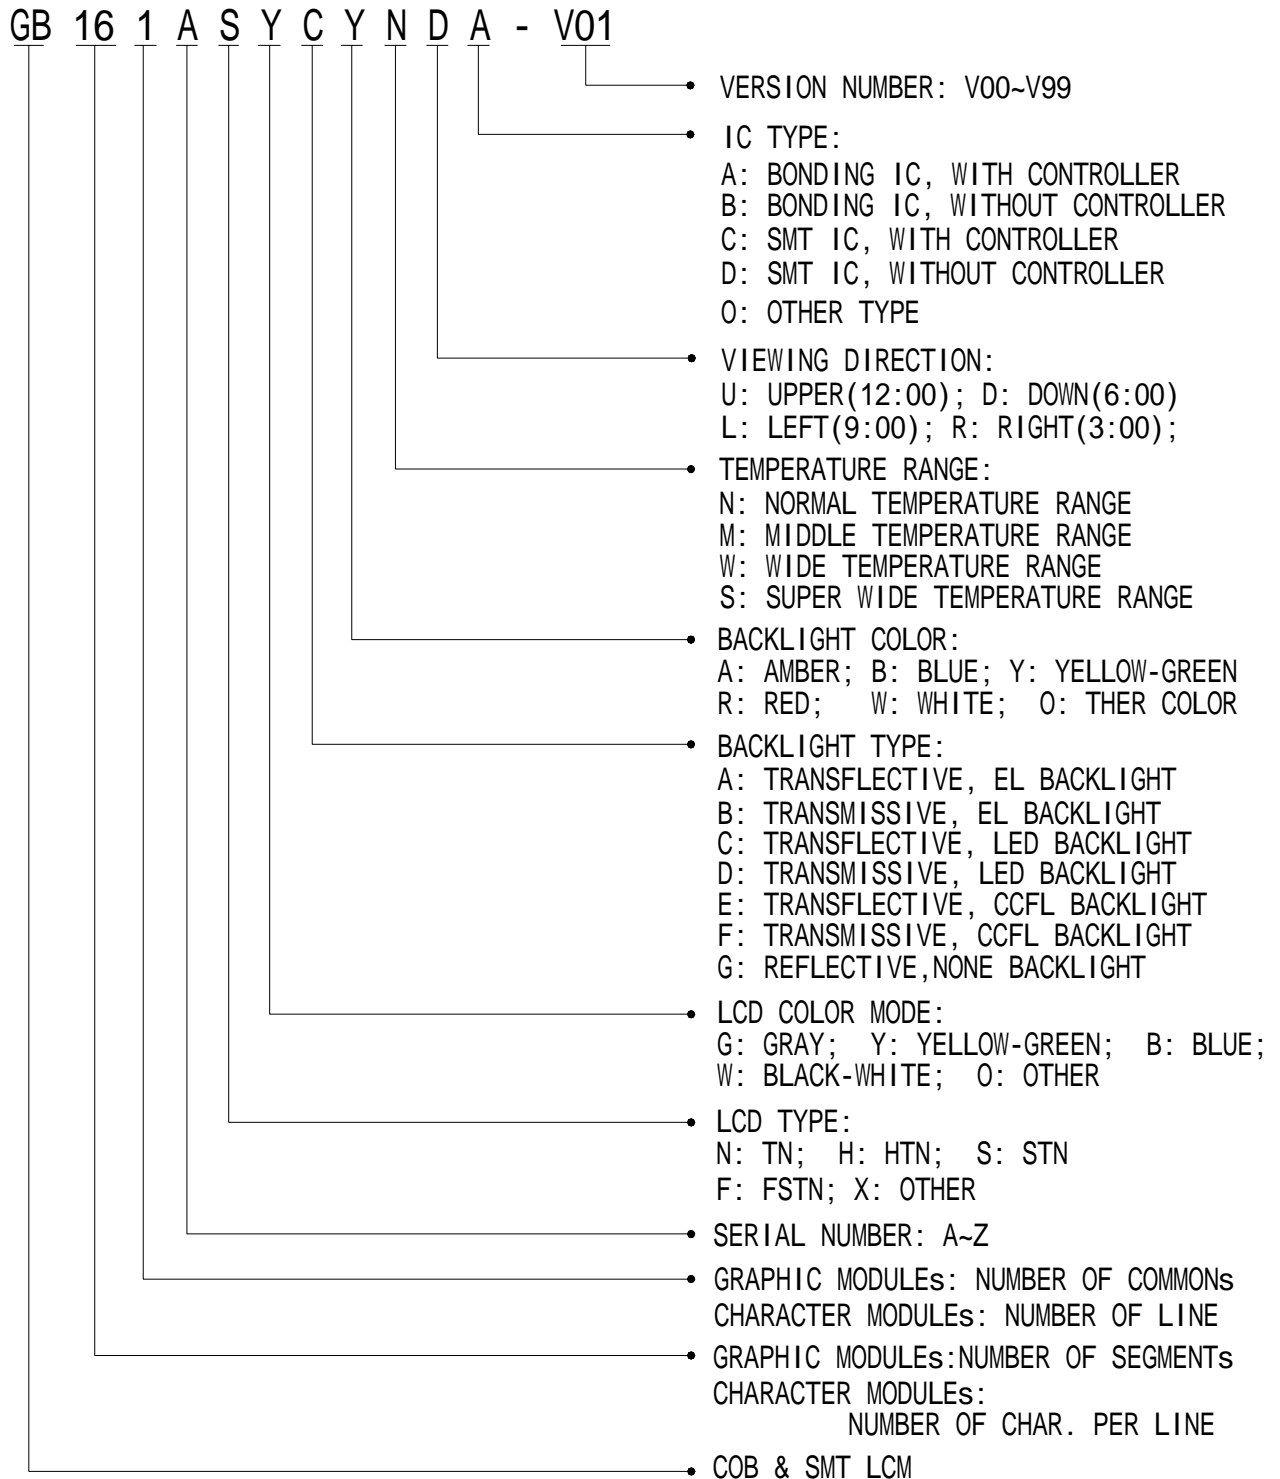 GB 16 1 A S Y C Y N D A - V01
VERSION NUMBER: V00~V99
IC TYPE:
A: BONDING IC, WITH CONTROLLER
B: BONDING IC, WITHOUT CONTROLLER
C: SMT IC, WITH CONTROLLER
D: SMT IC, WITHOUT CONTROLLER
O: OTHER TYPE
VIEWING DIRECTION:
U: UPPER(12:00); D: DOWN(6:00)
L: LEFT(9:00); R: RIGHT(3:00);
TEMPERATURE RANGE:
N: NORMAL TEMPERATURE RANGE
M: MIDDLE TEMPERATURE RANGE
W: WIDE TEMPERATURE RANGE
S: SUPER WIDE TEMPERATURE RANGE
BACKLIGHT COLOR:
A: AMBER; B: BLUE; Y: YELLOW-GREEN
R: RED; W: WHITE; O: THER COLOR
BACKLIGHT TYPE:
A: TRANSFLECTIVE, EL BACKLIGHT
B: TRANSMISSIVE, EL BACKLIGHT
C: TRANSFLECTIVE, LED BACKLIGHT
D: TRANSMISSIVE, LED BACKLIGHT
E: TRANSFLECTIVE, CCFL BACKLIGHT
F: TRANSMISSIVE, CCFL BACKLIGHT
G: REFLECTIVE,NONE BACKLIGHT
LCD COLOR MODE:
G: GRAY; Y: YELLOW-GREEN; B: BLUE;
W: BLACK-WHITE; O: OTHER
LCD TYPE:
N: TN; H: HTN; S: STN
F: FSTN; X: OTHER
SERIAL NUMBER: A~Z
GRAPHIC MODULEs: NUMBER OF COMMONs
CHARACTER MODULEs: NUMBER OF LINE
GRAPHIC MODULEs:NUMBER OF SEGMENTs
CHARACTER MODULEs:
NUMBER OF CHAR. PER LINE
COB & SMT LCM